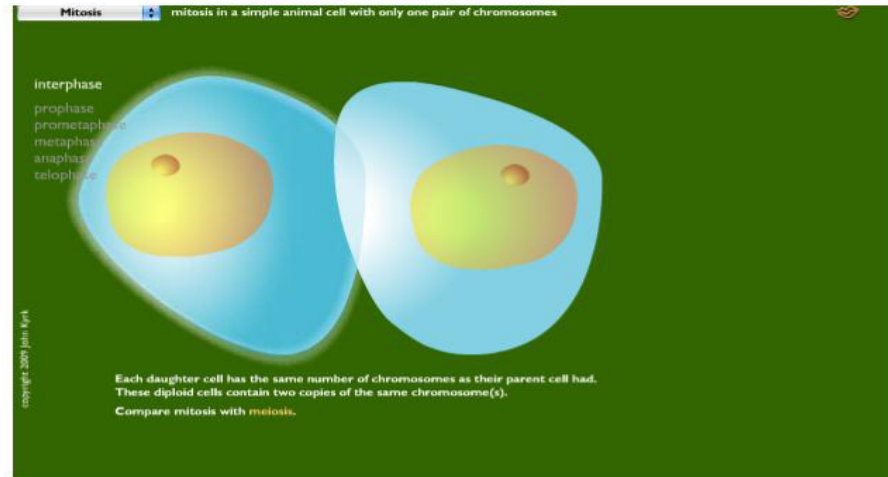 Mitosis
mitosis in a simple animal cell with only one pair of chromosomes
interphase
prophase
prometaphase
metaphase
anaphase
telophase
Each daughter cell has the same number of chromosomes as their parent cell had.
These diploid cells contain two copies of the same chromosome(s).
Compare mitosis with meiosis.
copyright 2009 John Kyrk